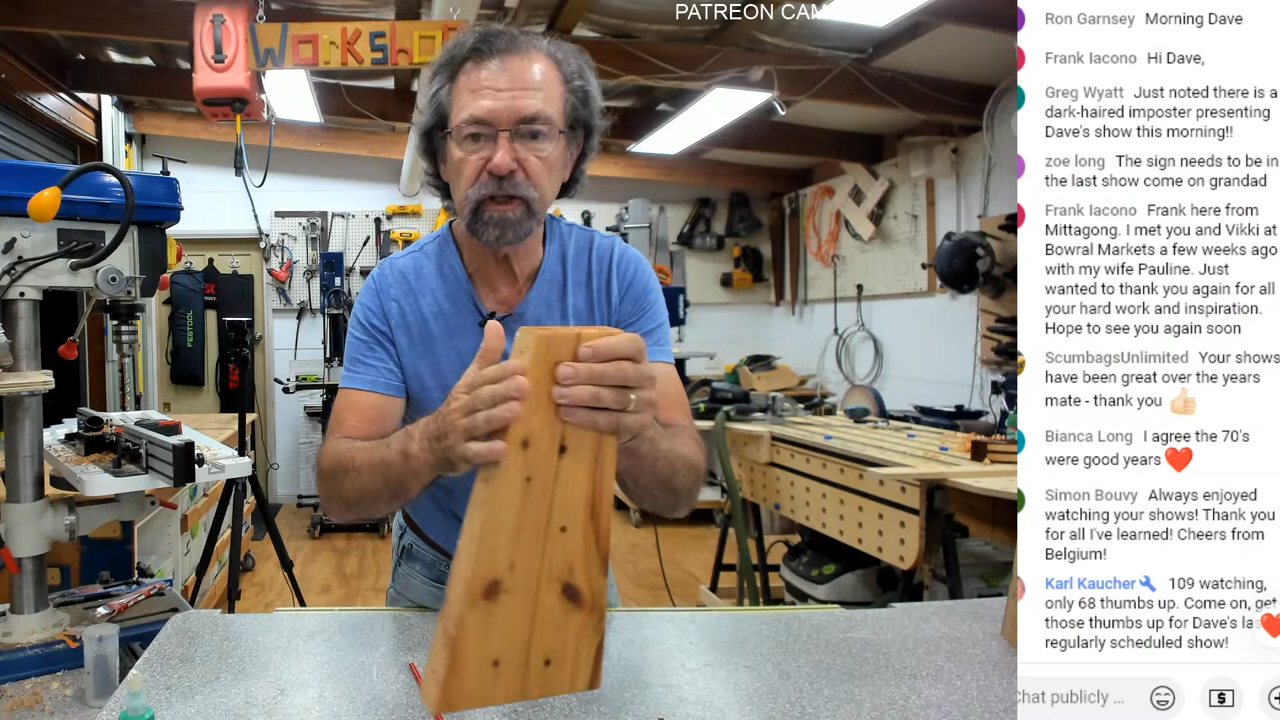 PATREON CAM
WorkShop
FESTOOL
Ron Garnsey Morning Dave
Frank Iacono Hi Dave,
Greg Wyatt Just noted there is a
dark-haired imposter presenting
Dave's show this morning!!
zoe long The sign needs to be in
the last show come on grandad
Frank Iacono Frank here from
Mittagong. I met you and Vikki at
Bowral Markets a few weeks ago
with my wife Pauline. Just
wanted to thank you again for all
your hard work and inspiration.
Hope to see you again soon
ScumbagsUnlimited Your shows
have been great over the years
mate - thank you 👍🏻
Bianca Long I agree the 70's
were good years ❤️
Simon Bouvy Always enjoyed
watching your shows! Thank you
for all I've learned! Cheers from
Belgium!
Karl Kaucher 109 watching,
only 68 thumbs up. Come on, get
those thumbs up for Dave's las
regularly scheduled show!
Chat publicly ...